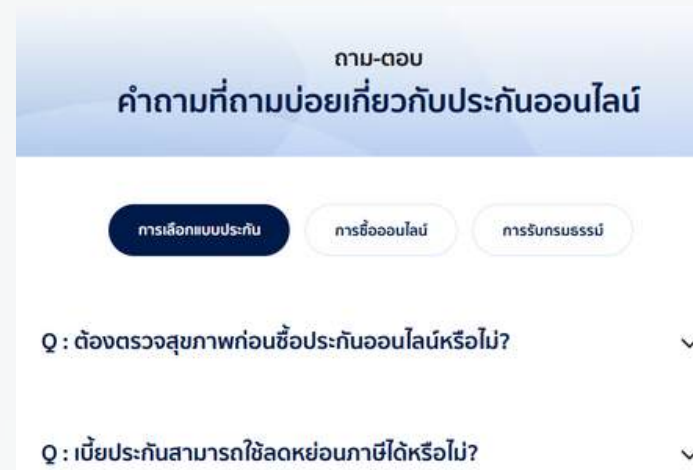 ถาม-ตอบ
คำถามที่ถามบ่อยเกี่ยวกับประกันออนไลน์
การเลือกแบบประกัน
การซื้อออนไลน์
การรับกรมธรรม์
Q : ต้องตรวจสุขภาพก่อนซื้อประกันออนไลน์หรือไม่?
Q : เบี้ยประกันสามารถใช้ลดหย่อนภาษีได้หรือไม่?